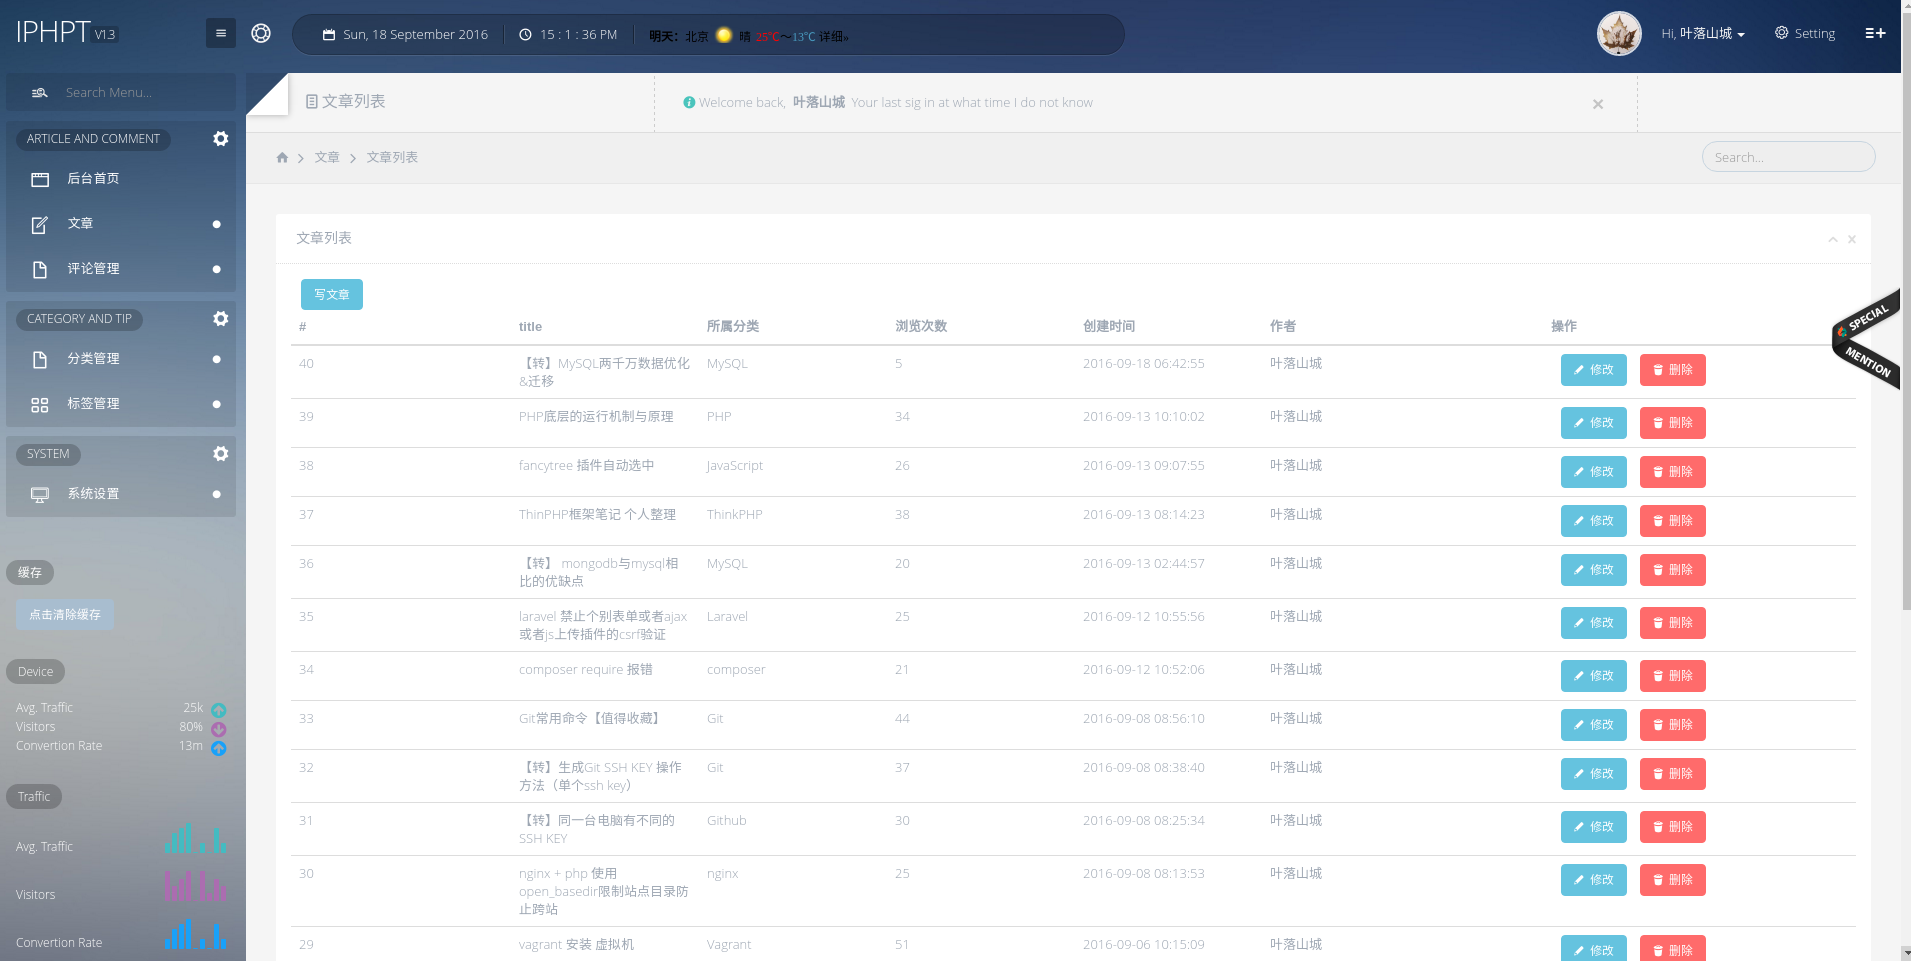 IPHPT V1.3
Sun, 18 September 2016
15 : 1 : 36 PM
明天：北京 晴 25℃～13℃ 详细»
Hi, 叶落山城
Setting
Search Menu...
ARTICLE AND COMMENT
后台首页
文章
评论管理
CATEGORY AND TIP
分类管理
标签管理
SYSTEM
系统设置
缓存
点击清除缓存
Device
Avg. Traffic 25k
Visitors 80%
Convertion Rate 13m
Traffic
Avg. Traffic
Visitors
Convertion Rate
文章列表
Welcome back, 叶落山城 Your last sig in at what time I do not know
文章 文章列表
Search...
文章列表
写文章
# title 所属分类 浏览次数 创建时间 作者 操作
40 【转】MySQL两千万数据优化 MySQL 5 2016-09-18 06:42:55 叶落山城 修改 删除
&迁移
39 PHP底层的运行机制与原理 PHP 34 2016-09-13 10:10:02 叶落山城 修改 删除
38 fancytree 插件自动选中 JavaScript 26 2016-09-13 09:07:55 叶落山城 修改 删除
37 ThinPHP框架笔记 个人整理 ThinkPHP 38 2016-09-13 08:14:23 叶落山城 修改 删除
36 【转】 mongodb与mysql相 MySQL 20 2016-09-13 02:44:57 叶落山城 修改 删除
比的优缺点
35 laravel 禁止个别表单或者ajax Laravel 25 2016-09-12 10:55:56 叶落山城 修改 删除
或者js上传插件的csrf验证
34 composer require 报错 composer 21 2016-09-12 10:52:06 叶落山城 修改 删除
33 Git常用命令【值得收藏】 Git 44 2016-09-08 08:56:10 叶落山城 修改 删除
32 【转】生成Git SSH KEY 操作 Git 37 2016-09-08 08:38:40 叶落山城 修改 删除
方法（单个ssh key）
31 【转】同一台电脑有不同的 Github 30 2016-09-08 08:25:34 叶落山城 修改 删除
SSH KEY
30 nginx + php 使用 nginx 25 2016-09-08 08:13:53 叶落山城 修改 删除
open_basedir限制站点目录防
止跨站
29 vagrant 安装 虚拟机 Vagrant 51 2016-09-06 10:15:09 叶落山城 修改 删除
SPECIAL
MENTION